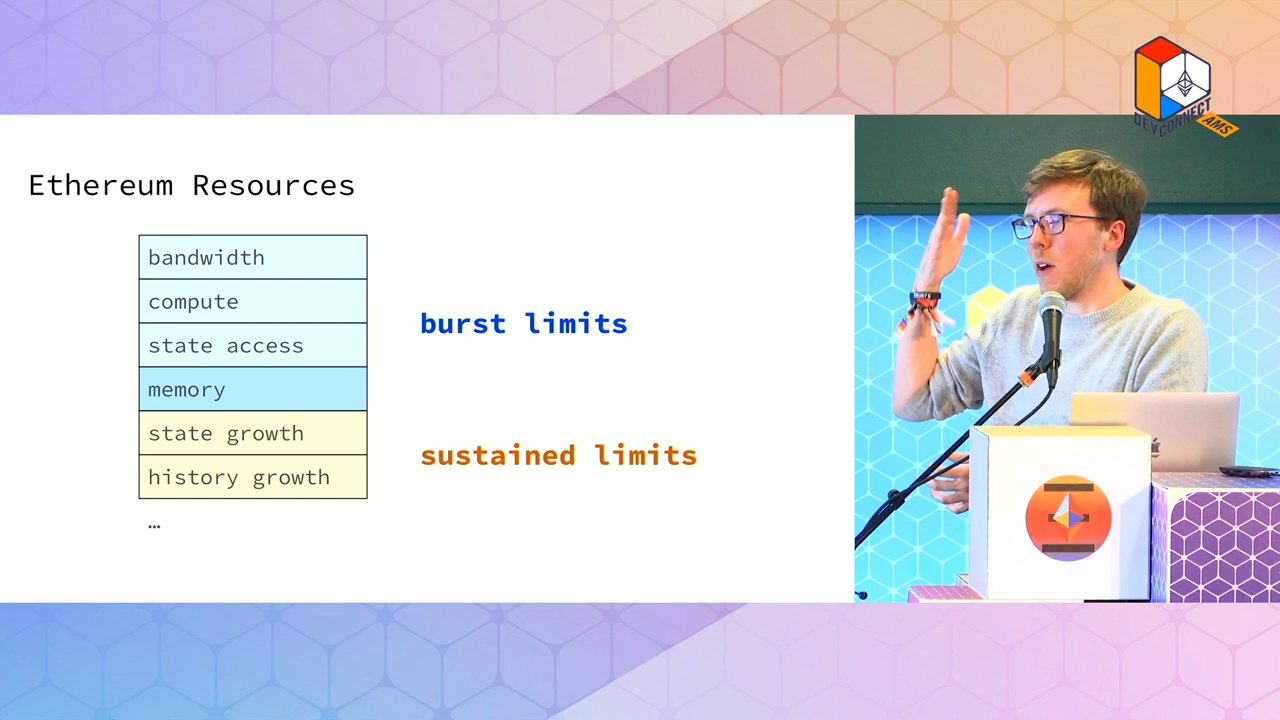 Ethereum Resources
bandwidth
compute
state access
memory
state growth
history growth
…
burst limits
sustained limits
DEVCONNECT
AMS